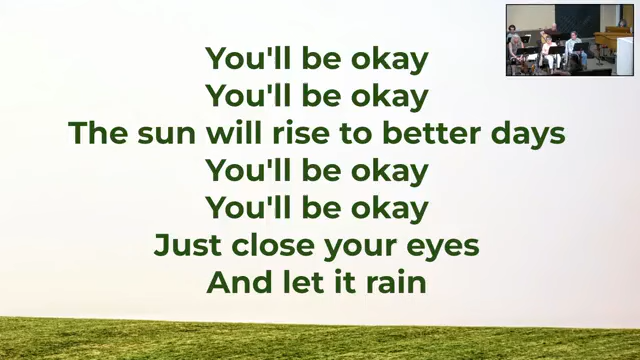 You'll be okay
You'll be okay
The sun will rise to better days
You'll be okay
You'll be okay
Just close your eyes
And let it rain